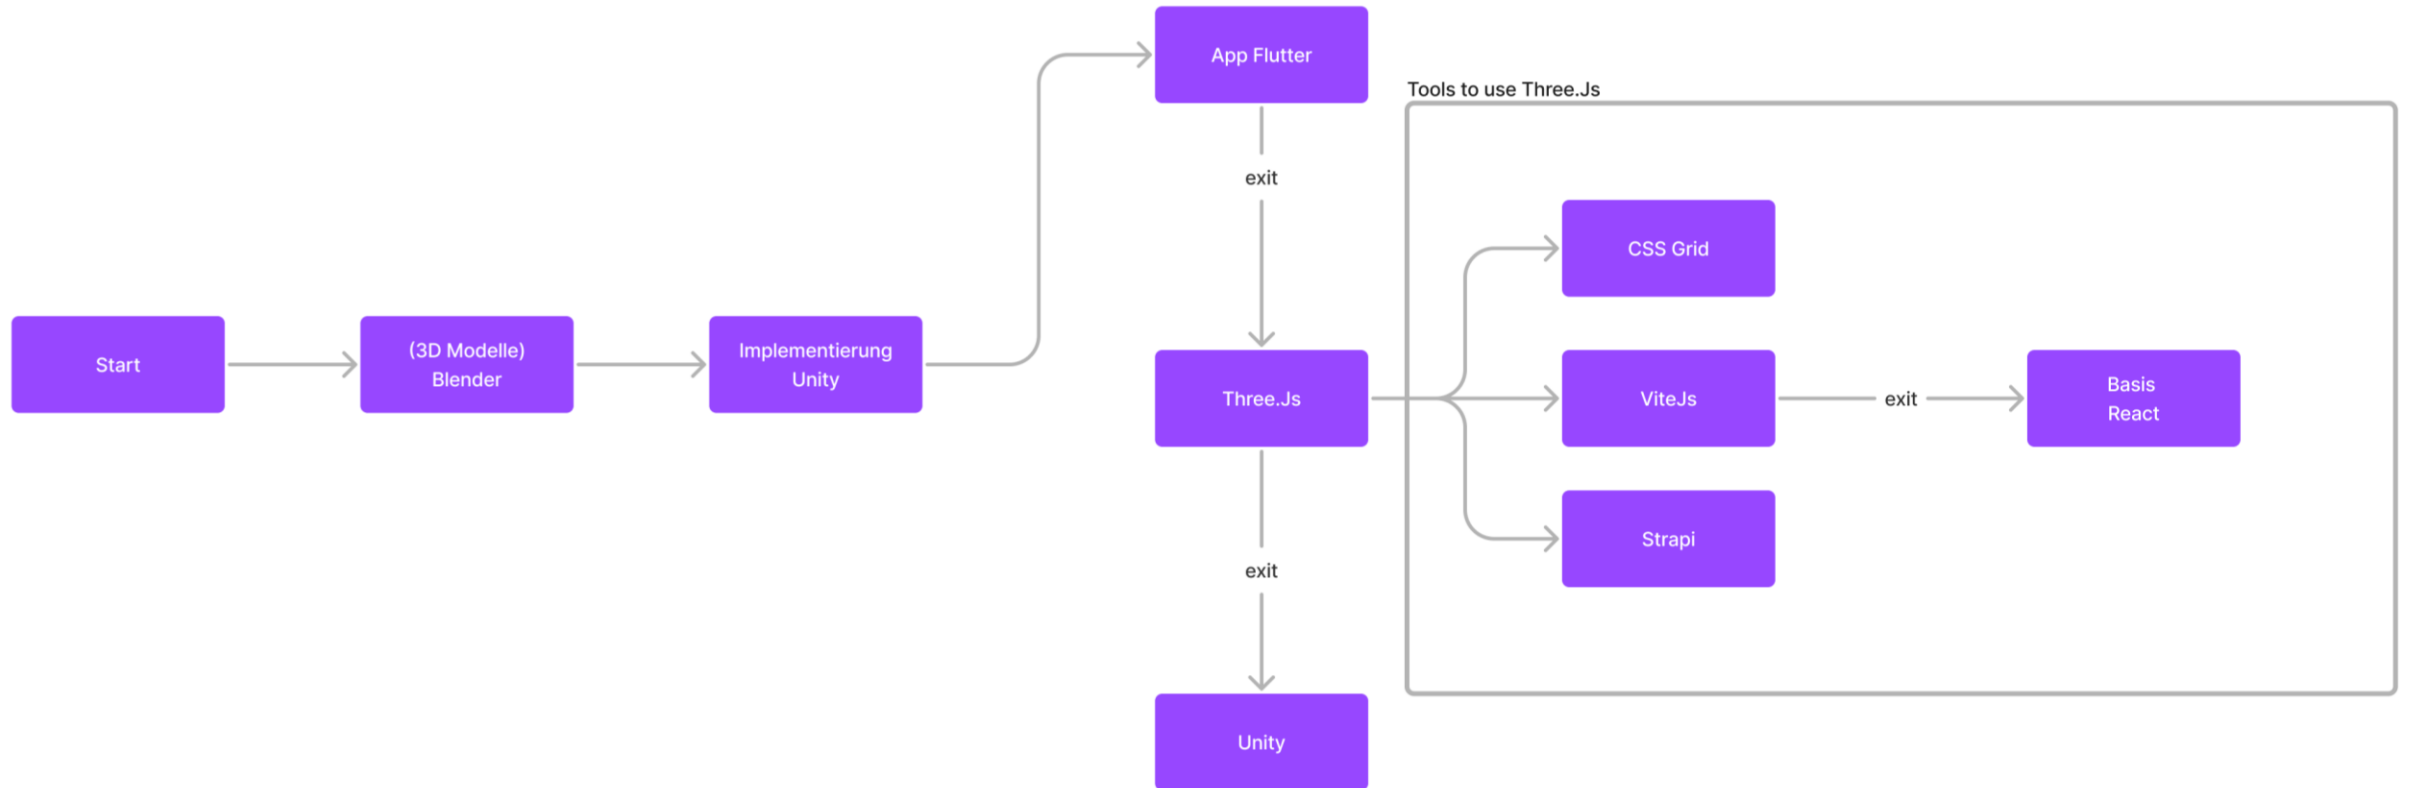 App Flutter
Tools to use Three.Js
exit
CSS Grid
Start
(3D Modelle)
Blender
Implementierung
Unity
Three.Js
ViteJs
exit
Basis
React
Strapi
exit
Unity